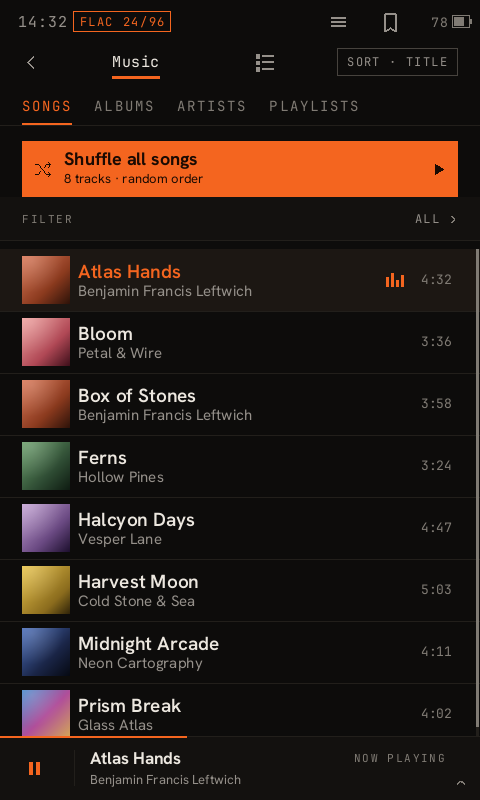 14:32 FLAC 24/96 78
Music SORT · TITLE
SONGS ALBUMS ARTISTS PLAYLISTS
Shuffle all songs
8 tracks · random order
FILTER ALL
Atlas Hands
Benjamin Francis Leftwich 4:32
Bloom
Petal & Wire 3:36
Box of Stones
Benjamin Francis Leftwich 3:58
Ferns
Hollow Pines 3:24
Halcyon Days
Vesper Lane 4:47
Harvest Moon
Cold Stone & Sea 5:03
Midnight Arcade
Neon Cartography 4:11
Prism Break
Glass Atlas 4:02
Atlas Hands NOW PLAYING
Benjamin Francis Leftwich